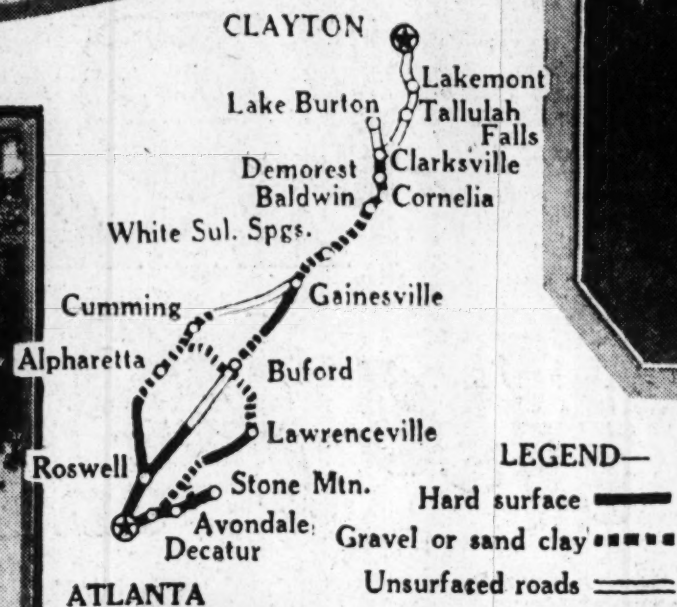 CLAYTON
Lakemont
Lake Burton
Tallulah
Falls
Clarksville
Demorest
Baldwin
Cornelia
White Sul. Spgs.
Gainesville
Cumming
Alpharetta
Buford
Lawrenceville
Roswell
Stone Mtn.
Avondale
Decatur
ATLANTA
LEGEND—
Hard surface
Gravel or sand clay
Unsurfaced roads